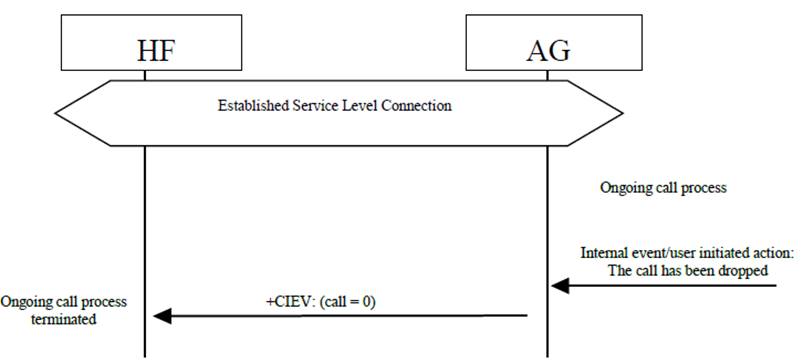 HF
AG
Established Service Level Connection
Ongoing call process
Internal event/user initiated action:
The call has been dropped
Ongoing call process
terminated
+CIEV: (call = 0)